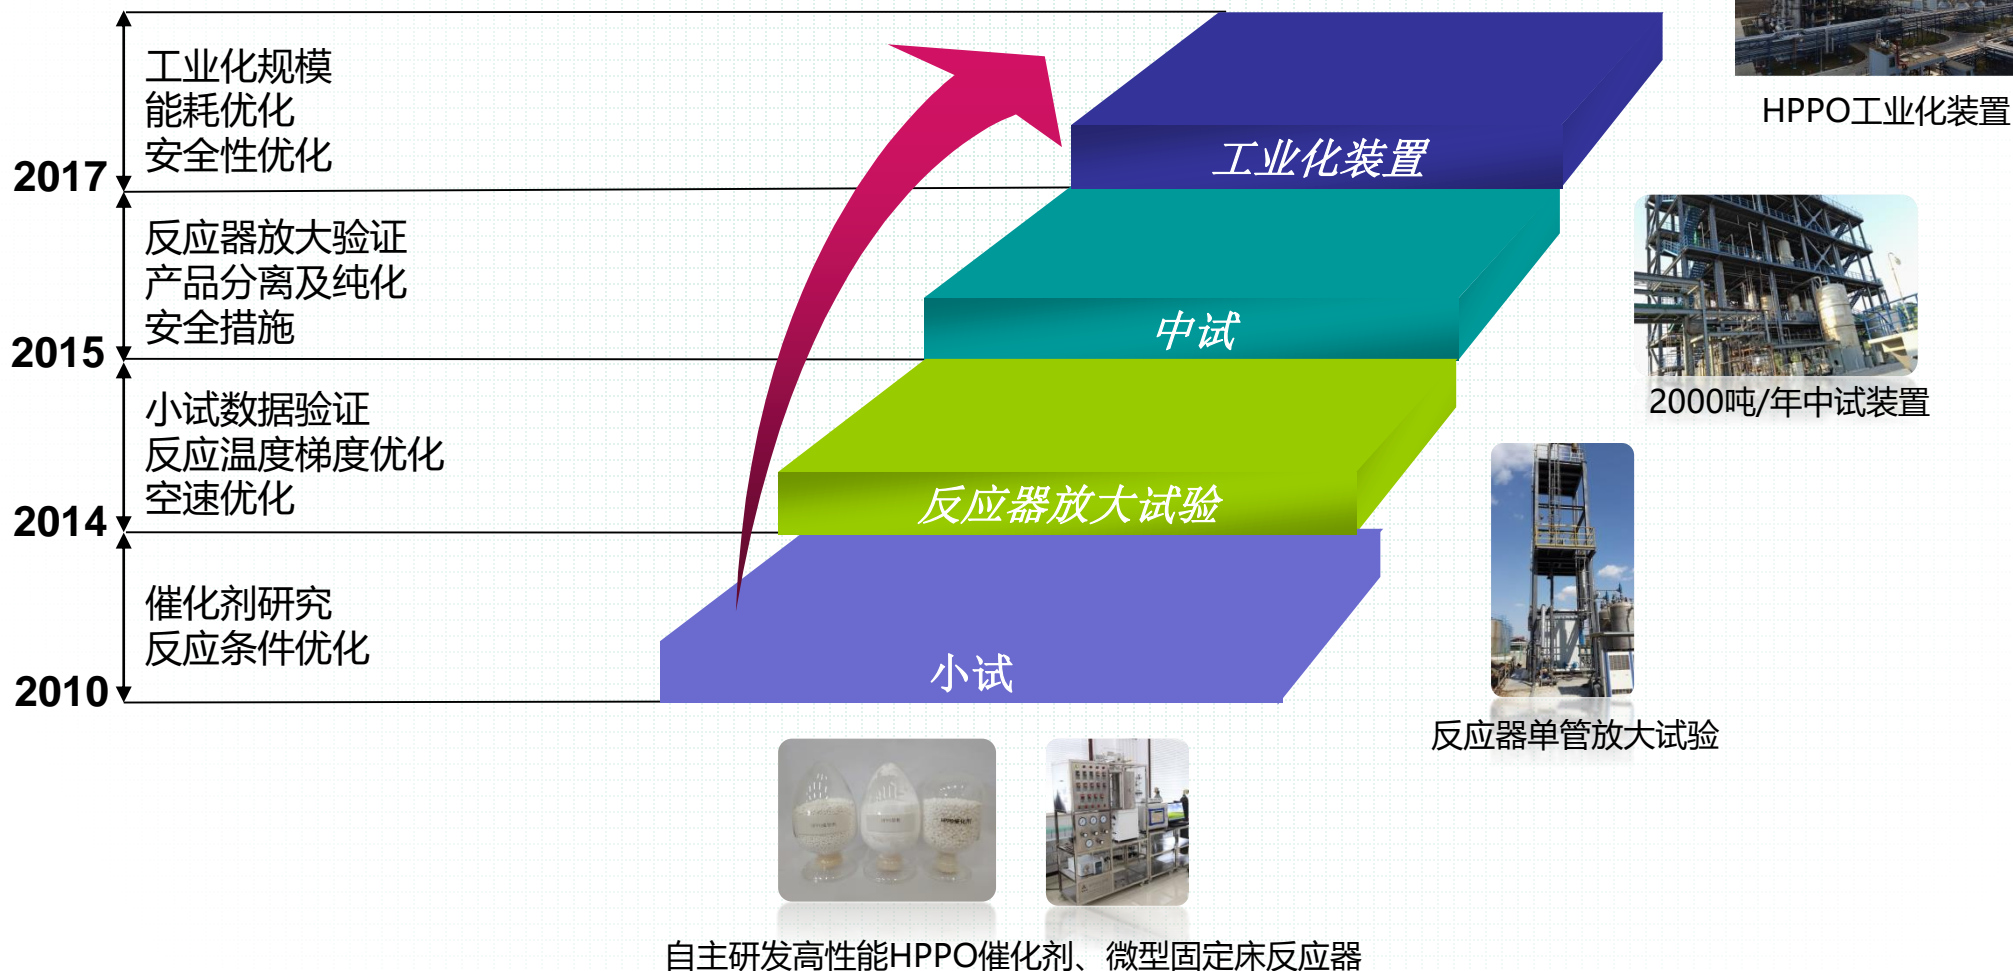 工业化规模
能耗优化
安全性优化
2017
反应器放大验证
产品分离及纯化
安全措施
2015
小试数据验证
反应温度梯度优化
空速优化
2014
催化剂研究
反应条件优化
2010
工业化装置
中试
反应器放大试验
小试
HPPO工业化装置
2000吨/年中试装置
反应器单管放大试验
自主研发高性能HPPO催化剂、微型固定床反应器